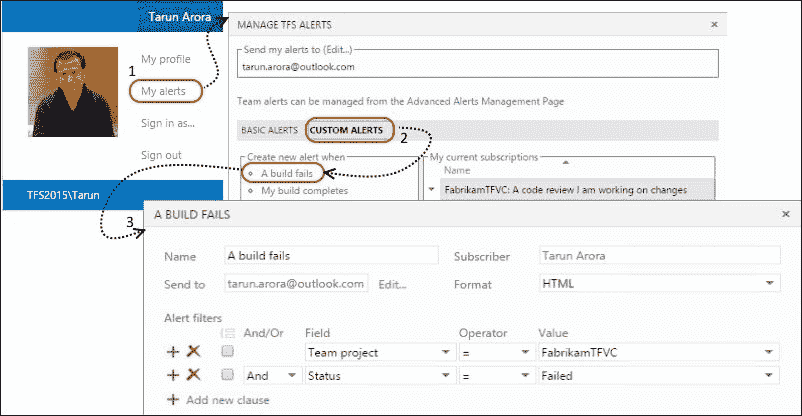 Tarun Arora
1
My profile
My alerts
Sign in as...
Sign out
TFS2015\Tarun
MANAGE TFS ALERTS
Send my alerts to (Edit...)
tarun.arora@outlook.com
Team alerts can be managed from the Advanced Alerts Management Page
BASIC ALERTS CUSTOM ALERTS
2
Create new alert when
A build fails
My build completes
My current subscriptions
Name
FabrikamTFVC: A code review I am working on changes
3
A BUILD FAILS
Name A build fails Subscriber Tarun Arora
Send to tarun.arora@outlook.com Edit... Format HTML
Alert filters
And/Or Field Operator Value
Team project = FabrikamTFVC
And Status = Failed
Add new clause